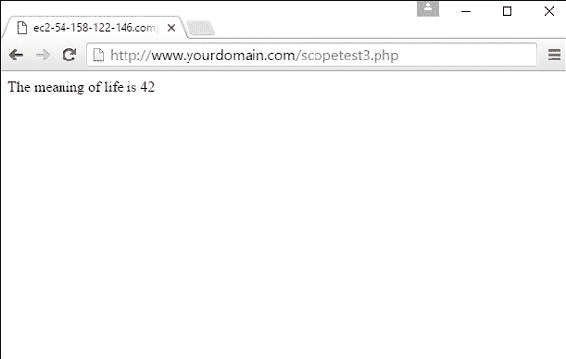 ec2-54-158-122-146.com
http://www.yourdomain.com/scopetest3.php
The meaning of life is 42